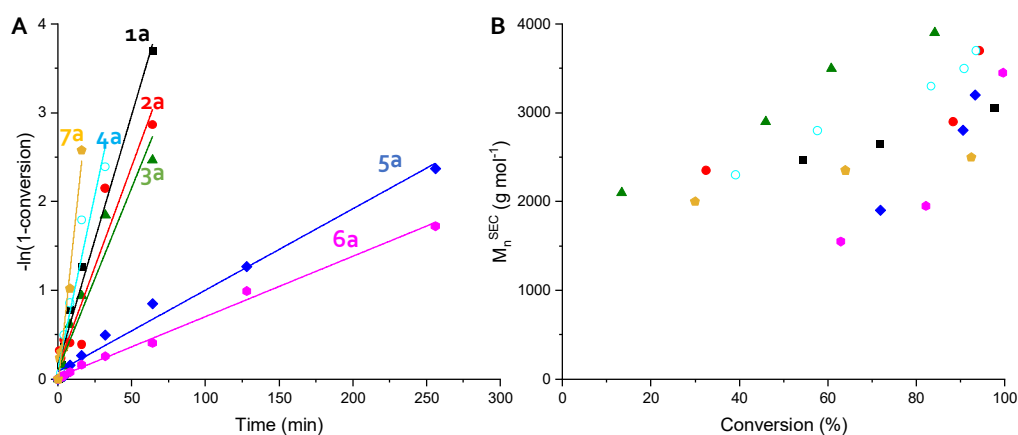 A
1a
2a
7a
4a
3a
5a
6a
4
3
2
1
0
0
50
100
150
200
250
300
-ln(1-conversion)
Time (min)
B
4000
3000
2000
1000
0
0
20
40
60
80
100
Mₙ^SEC (g mol⁻¹)
Conversion (%)